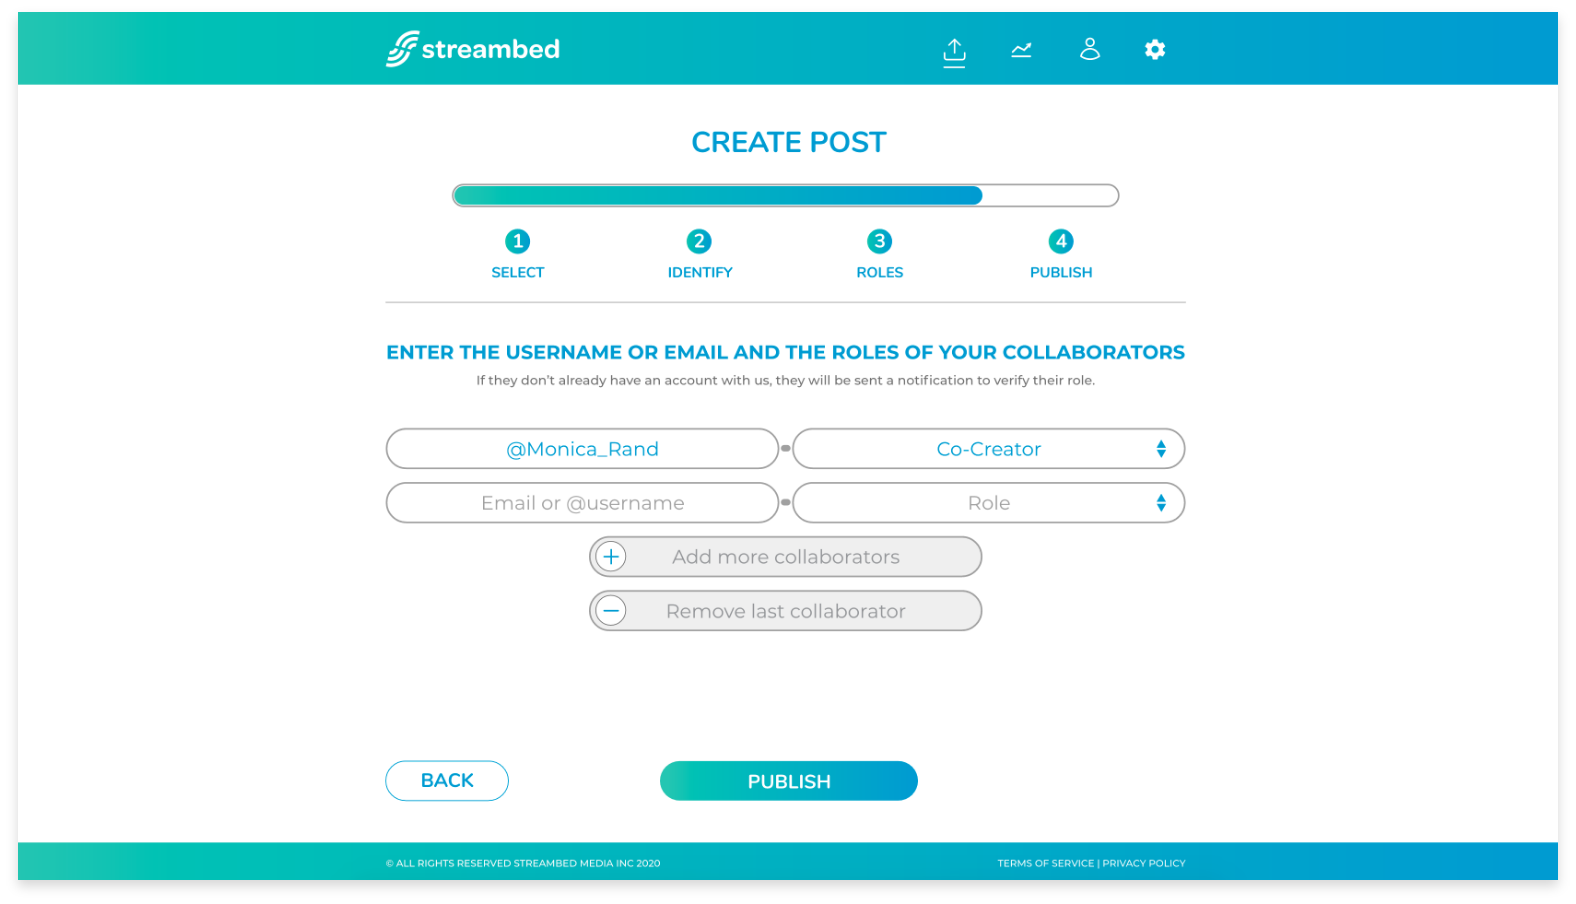 streambed
CREATE POST
1 2 3 4
SELECT IDENTIFY ROLES PUBLISH
ENTER THE USERNAME OR EMAIL AND THE ROLES OF YOUR COLLABORATORS
If they don't already have an account with us, they will be sent a notification to verify their role.
@Monica_Rand Co-Creator
Email or @username Role
Add more collaborators
Remove last collaborator
BACK PUBLISH
© ALL RIGHTS RESERVED STREAMBED MEDIA INC 2020 TERMS OF SERVICE | PRIVACY POLICY